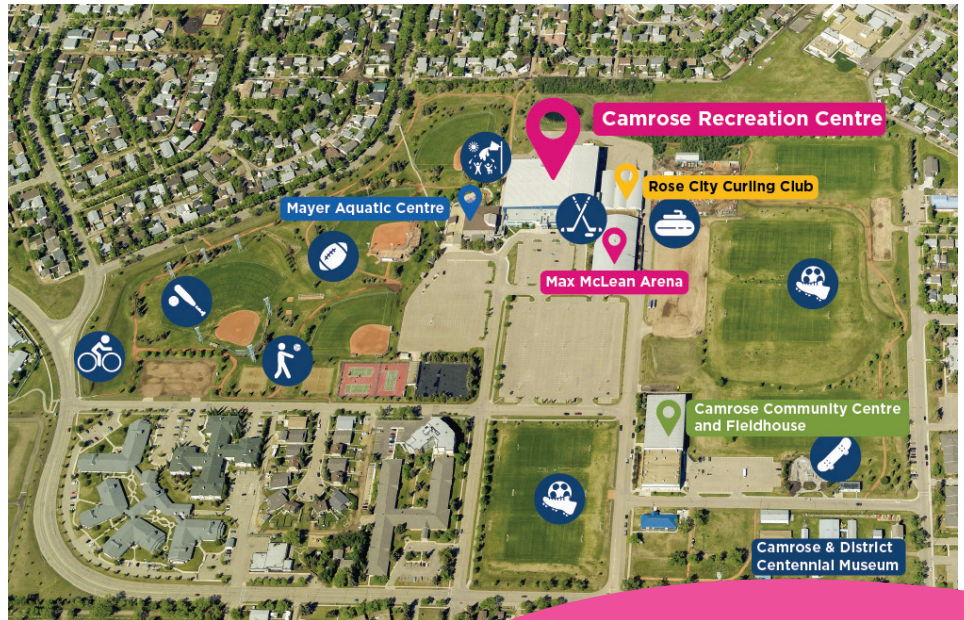 Camrose Recreation Centre
Rose City Curling Club
Mayer Aquatic Centre
Max McLean Arena
Camrose Community Centre
and Fieldhouse
Camrose & District
Centennial Museum